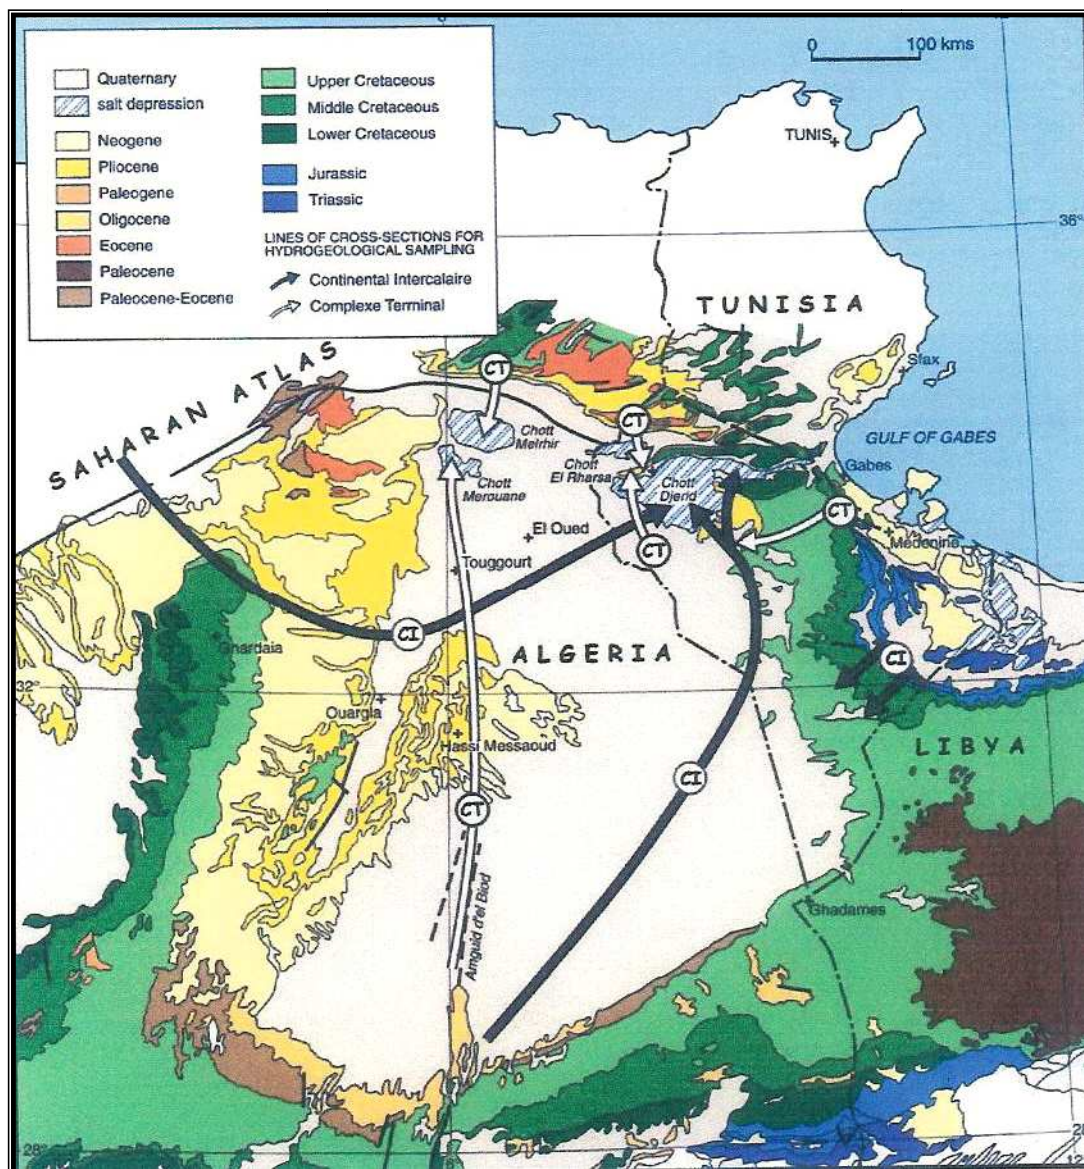 0
100 kms
Quaternary
salt depression
Neogene
Pliocene
Paleogene
Oligocene
Eocene
Paleocene
Paleocene-Eocene
Upper Cretaceous
Middle Cretaceous
Lower Cretaceous
Jurassic
Triassic
LINES OF CROSS-SECTIONS FOR
HYDROGEOLOGICAL SAMPLING
Continental Intercalaire
Complexe Terminal
TUNIS
36°
TUNISIA
Sfax
SAHARAN ATLAS
CT
CT
Chott
Melrhir
GULF OF GABES
Chott
El Rharsa
Chott
Merouane
Chott
Djerid
Gabes
CT
El Oued
CT
Medenine
Touggourt
CI
Ghardaia
ALGERIA
CI
32°
Ouargla
Hassi Messaoud
LIBYA
CI
CT
Amguid d'el Biod
Ghadames
28°
8